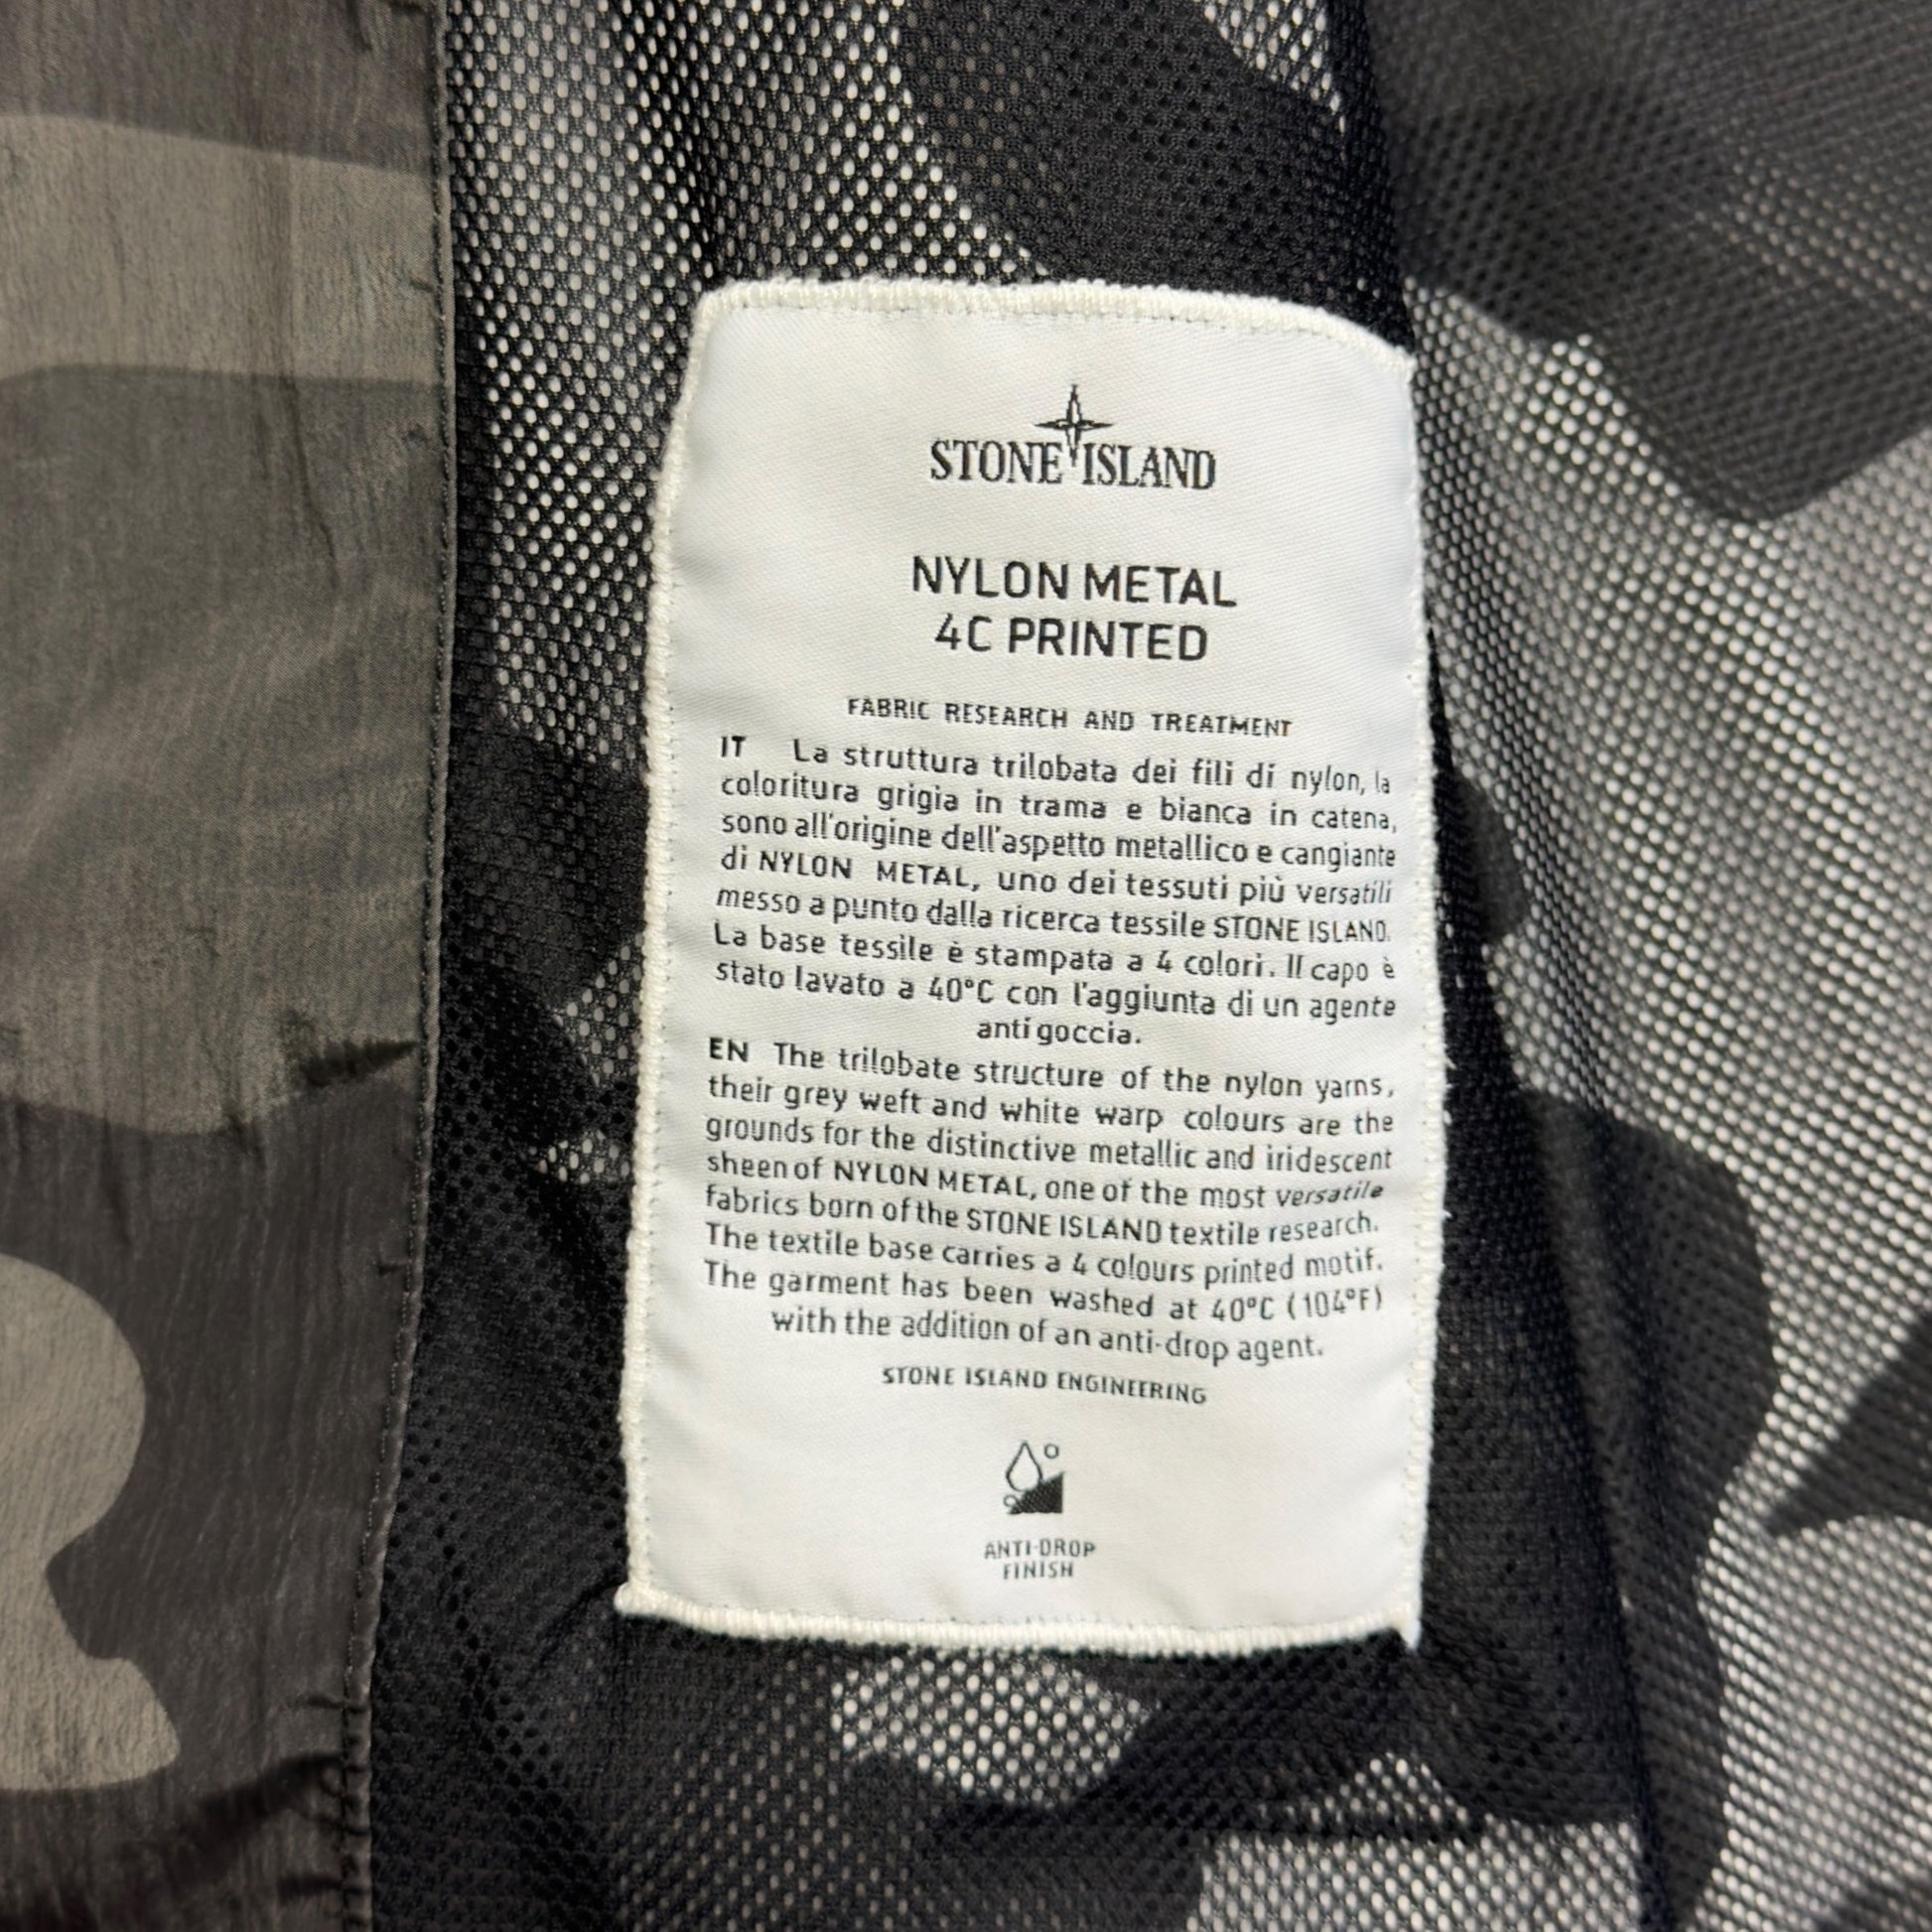 STONE ISLAND
NYLON METAL
4C PRINTED
FABRIC RESEARCH AND TREATMENT
IT La struttura trilobata dei fili di nylon, la
coloritura grigia in trama e bianca in catena,
sono all'origine dell'aspetto metallico e cangiante
di NYLON METAL, uno dei tessuti più versatili
messo a punto dalla ricerca tessile STONE ISLAND.
La base tessile è stampata a 4 colori. Il capo è
stato lavato a 40°C con l'aggiunta di un agente
anti goccia.
EN The trilobate structure of the nylon yarns,
their grey weft and white warp colours are the
grounds for the distinctive metallic and iridescent
sheen of NYLON METAL, one of the most versatile
fabrics born of the STONE ISLAND textile research.
The textile base carries a 4 colours printed motif.
The garment has been washed at 40°C (104°F)
with the addition of an anti-drop agent.
STONE ISLAND ENGINEERING
ANTI-DROP
FINISH